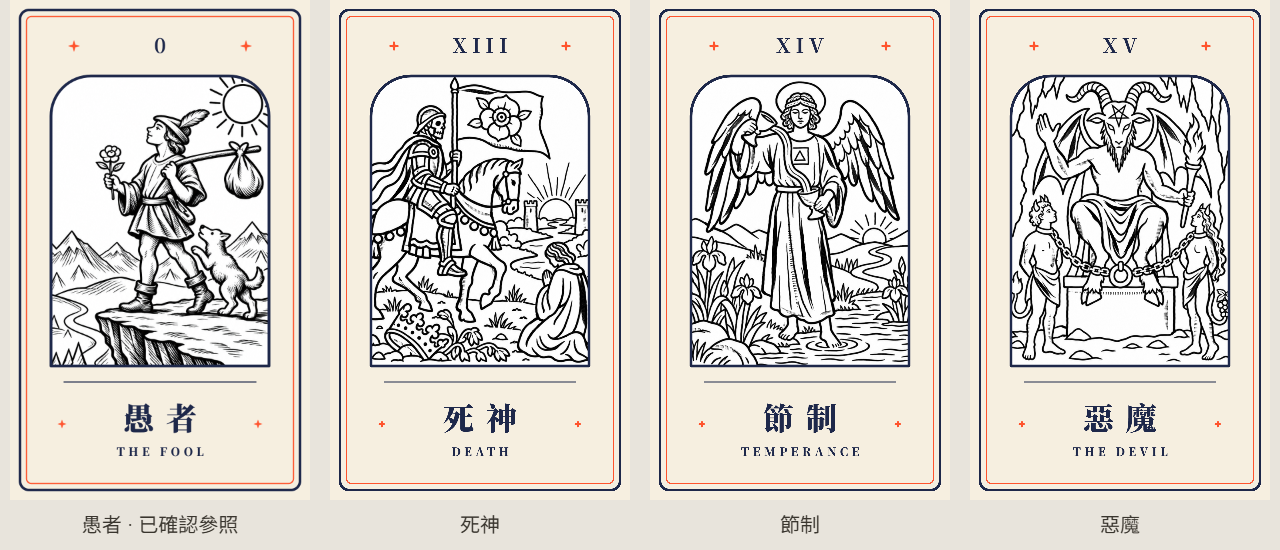 0
愚者
THE FOOL
愚者 · 已確認參照
XIII
死神
DEATH
死神
XIV
節制
TEMPERANCE
節制
XV
惡魔
THE DEVIL
惡魔